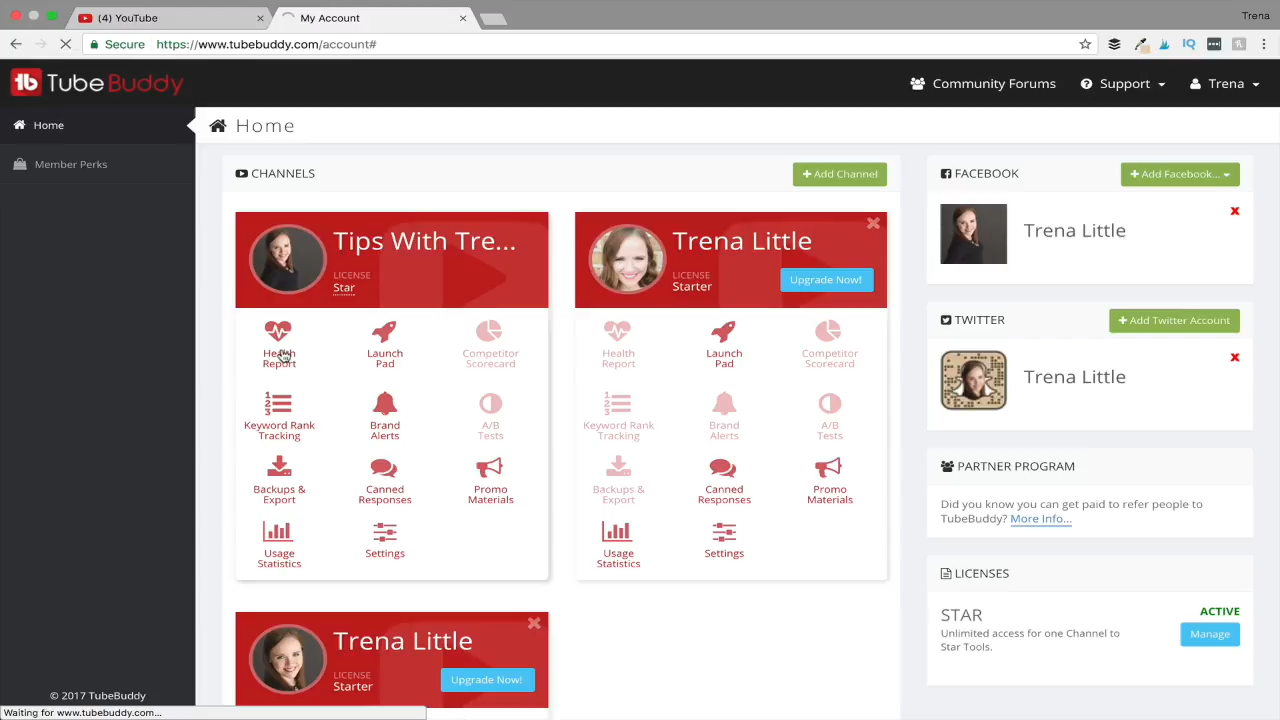 (4) YouTube
My Account
Trena
Secure https://www.tubebuddy.com/account#
IQ
TubeBuddy
Community Forums
Support
Trena
Home
Member Perks
Home
CHANNELS
+ Add Channel
Tips With Tre...
LICENSE
Star
Health
Report
Launch
Pad
Competitor
Scorecard
Keyword Rank
Tracking
Brand
Alerts
A/B
Tests
Backups &
Export
Canned
Responses
Promo
Materials
Usage
Statistics
Settings
Trena Little
LICENSE
Starter
Upgrade Now!
Health
Report
Launch
Pad
Competitor
Scorecard
Keyword Rank
Tracking
Brand
Alerts
A/B
Tests
Backups &
Export
Canned
Responses
Promo
Materials
Usage
Statistics
Settings
Trena Little
LICENSE
Starter
Upgrade Now!
FACEBOOK
+ Add Facebook...
Trena Little
TWITTER
+ Add Twitter Account
Trena Little
PARTNER PROGRAM
Did you know you can get paid to refer people to
TubeBuddy? More Info...
LICENSES
STAR
ACTIVE
Unlimited access for one Channel to
Star Tools.
Manage
© 2017 TubeBuddy
Waiting for www.tubebuddy.com...